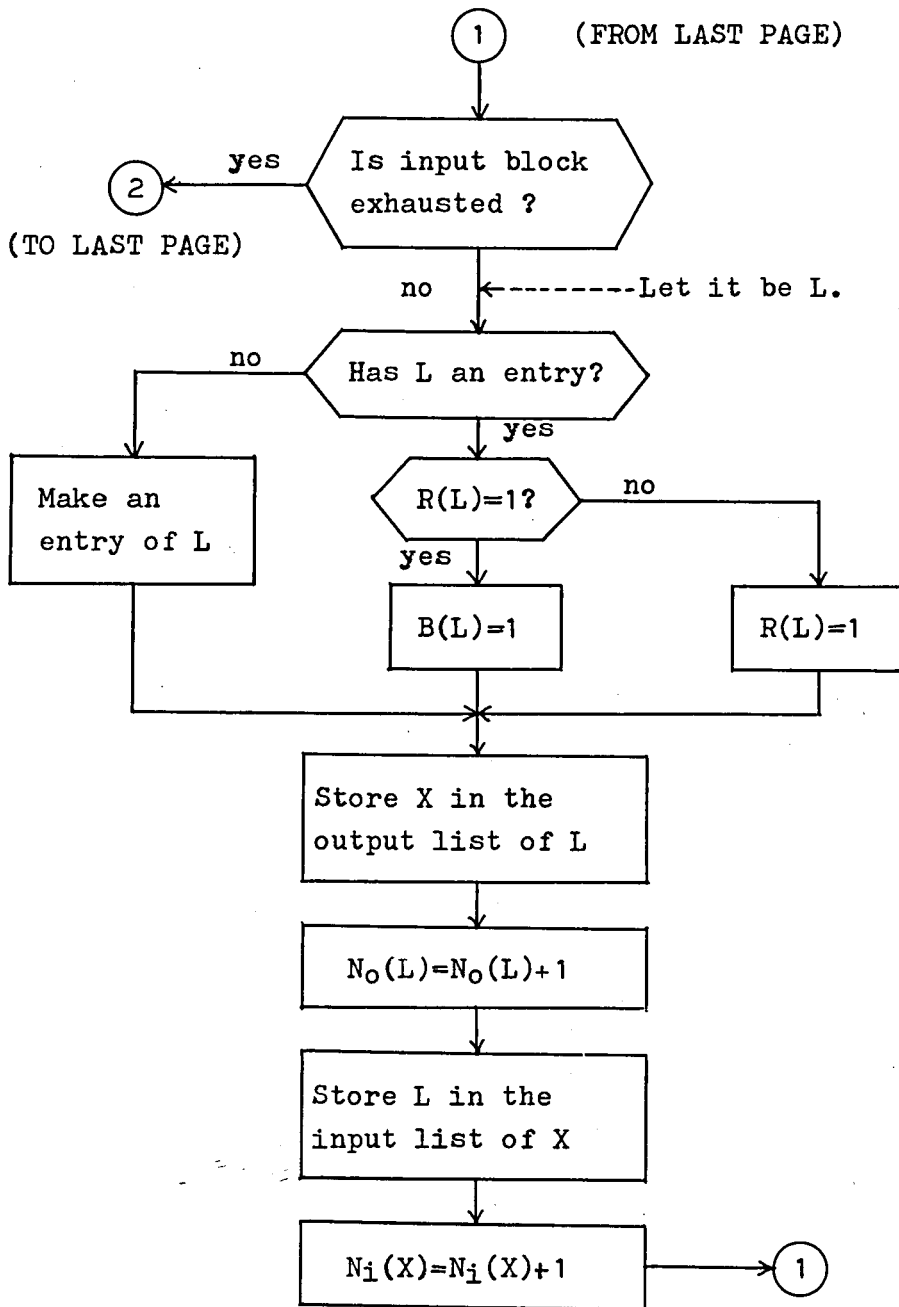 1 (FROM LAST PAGE)
yes
Is input block
exhausted ?
2
(TO LAST PAGE)
no
Let it be L.
no
Has L an entry?
yes
Make an
entry of L
R(L)=1?
no
yes
B(L)=1
R(L)=1
Store X in the
output list of L
No(L)=No(L)+1
Store L in the
input list of X
Ni(X)=Ni(X)+1
1